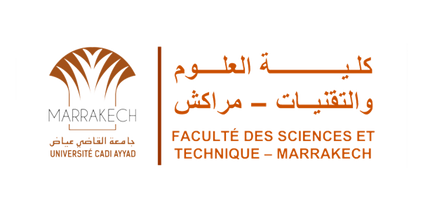 MARRAKECH
جامعة القاضي عياض
UNIVERSITÉ CADI AYYAD
كلية العلوم
والتقنيات – مراكش
FACULTÉ DES SCIENCES ET
TECHNIQUE – MARRAKECH